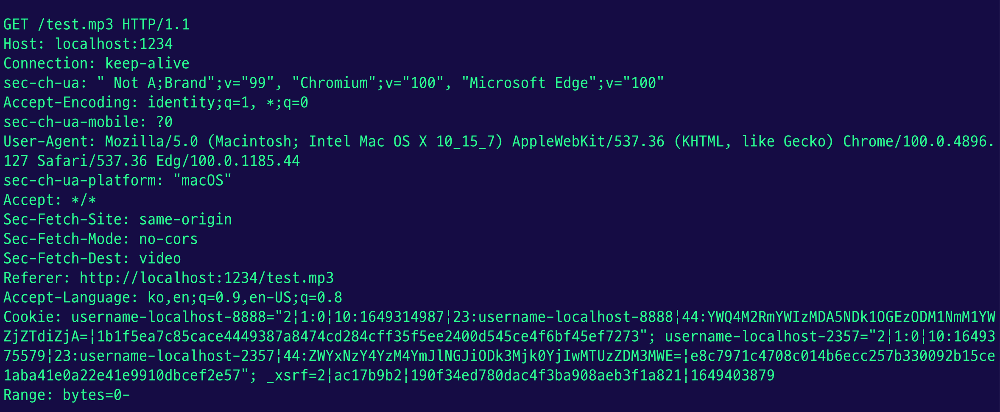 GET /test.mp3 HTTP/1.1
Host: localhost:1234
Connection: keep-alive
sec-ch-ua: " Not A;Brand";v="99", "Chromium";v="100", "Microsoft Edge";v="100"
Accept-Encoding: identity;q=1, *;q=0
sec-ch-ua-mobile: ?0
User-Agent: Mozilla/5.0 (Macintosh; Intel Mac OS X 10_15_7) AppleWebKit/537.36 (KHTML, like Gecko) Chrome/100.0.4896.
127 Safari/537.36 Edg/100.0.1185.44
sec-ch-ua-platform: "macOS"
Accept: */*
Sec-Fetch-Site: same-origin
Sec-Fetch-Mode: no-cors
Sec-Fetch-Dest: video
Referer: http://localhost:1234/test.mp3
Accept-Language: ko,en;q=0.9,en-US;q=0.8
Cookie: username-localhost-8888="2|1:0|10:1649314987|23:username-localhost-8888|44:YWQ4M2RmYWIzMDA5NDk1OGEzODM1NmM1YW
ZjZTdiZjA=|1b1f5ea7c85cace4449387a8474cd284cff35f5ee2400d545ce4f6bf45ef7273"; username-localhost-2357="2|1:0|10:16493
75579|23:username-localhost-2357|44:ZWYxNzY4YzM4YmJlNGJiODk3Mjk0YjIwMTUzZDM3MWE=|e8c7971c4708c014b6ecc257b330092b15ce
1aba41e0a22e41e9910dbcef2e57"; _xsrf=2|ac17b9b2|190f34ed780dac4f3ba908aeb3f1a821|1649403879
Range: bytes=0-